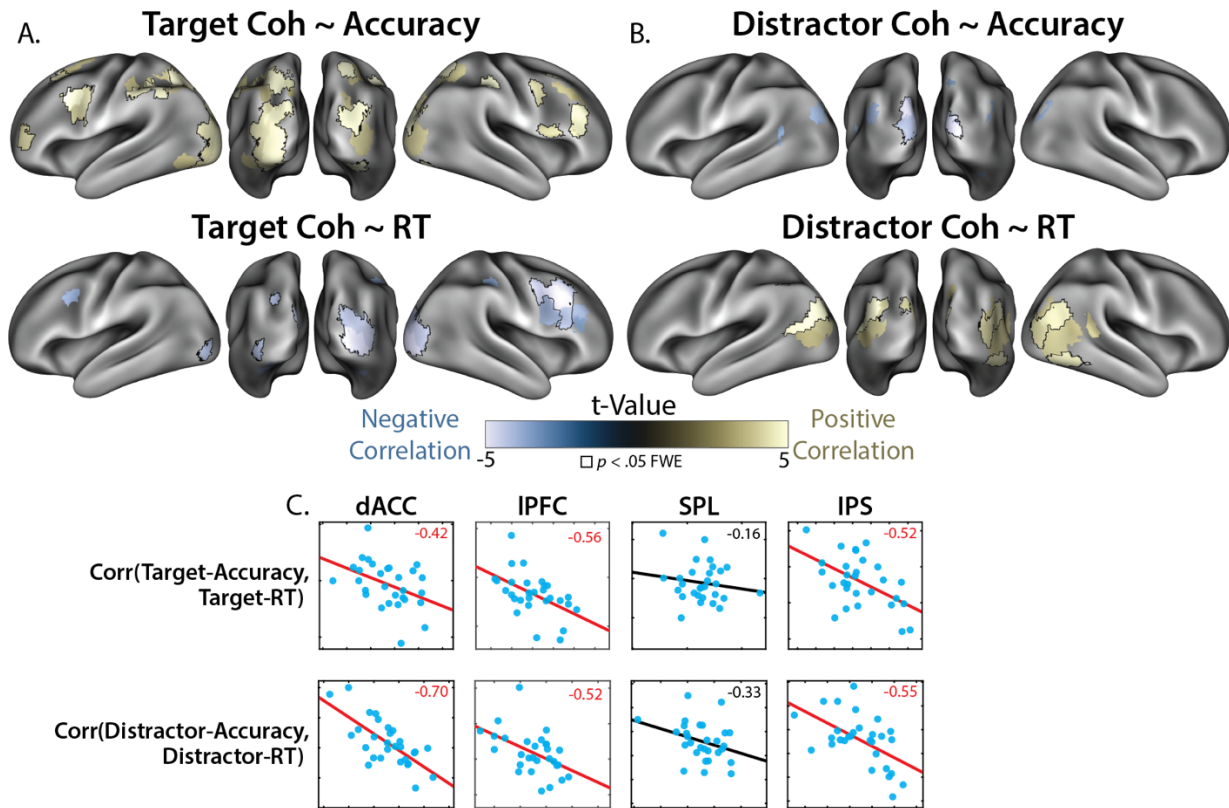 A.
Target Coh ~ Accuracy
B.
Distractor Coh ~ Accuracy
Target Coh ~ RT
Distractor Coh ~ RT
Negative
Correlation
t-Value
-5
5
p < .05 FWE
Positive
Correlation
C.
dACC
lPFC
SPL
IPS
Corr(Target-Accuracy,
Target-RT)
-0.42
-0.56
-0.16
-0.52
Corr(Distractor-Accuracy,
Distractor-RT)
-0.70
-0.52
-0.33
-0.55